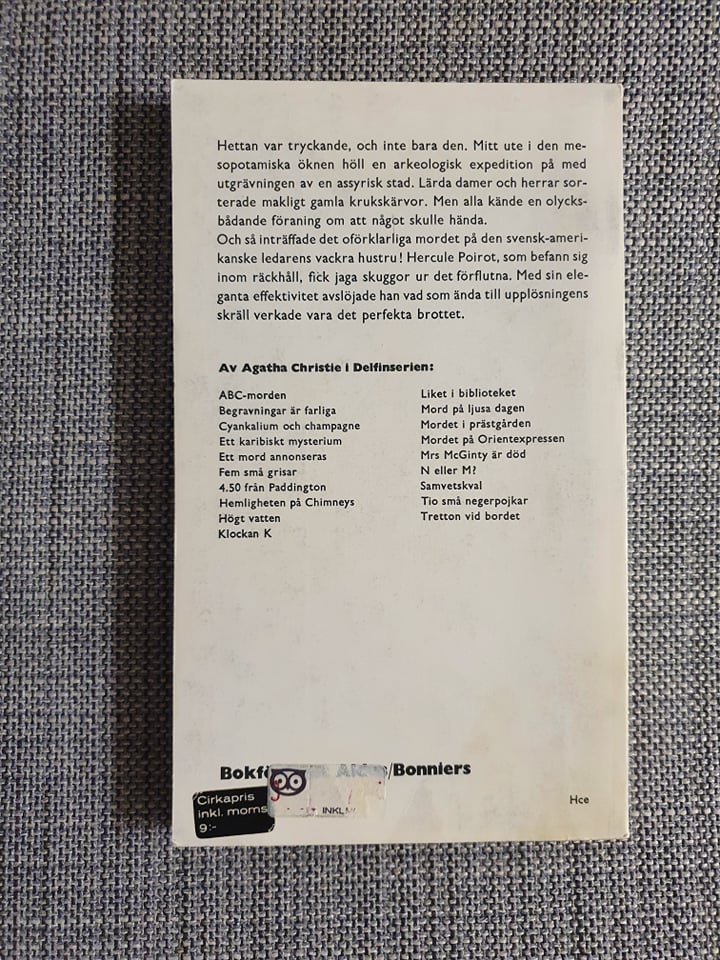 Hettan var tryckande, och inte bara den. Mitt ute i den me-
sopotamiska öknen höll en arkeologisk expedition på med
utgrävningen av en assyrisk stad. Lärda damer och herrar sor-
terade makligt gamla krukskärvor. Men alla kände en olycks-
bådande föraning om att något skulle hända.
Och så inträffade det oförklarliga mordet på den svensk-ameri-
kanske ledarens vackra hustru! Hercule Poirot, som befann sig
inom räckhåll, fick jaga skuggor ur det förflutna. Med sin ele-
ganta effektivitet avslöjade han vad som ända till upplösningens
skräll verkade vara det perfekta brottet.
Av Agatha Christie i Delfinserien:
ABC-morden
Begravningar är farliga
Cyankalium och champagne
Ett karibiskt mysterium
Ett mord annonseras
Fem små grisar
4.50 från Paddington
Hemligheten på Chimneys
Högt vatten
Klockan K
Liket i biblioteket
Mord på ljusa dagen
Mordet i prästgården
Mordet på Orientexpressen
Mrs McGinty är död
N eller M?
Samvetskval
Tio små negerpojkar
Tretton vid bordet
/Bonniers
Cirkapris
inkl. moms
9:-
INKL
Hce